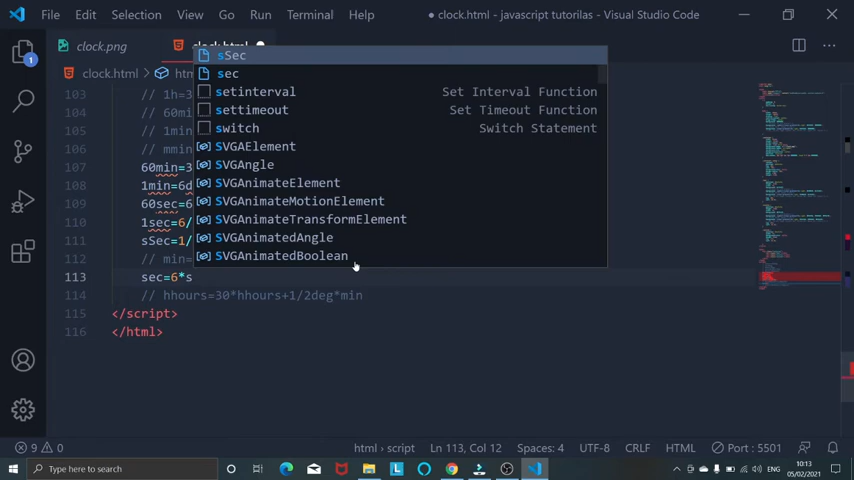 File Edit Selection View Go Run Terminal Help ● clock.html - javascript tutorilas - Visual Studio Code
clock.png clock.html ●
clock.html >
103 // 1h=3
104 // 60min
105 // 1min
106 // mmin
107 60min=3
108 1min=6d
109 60sec=6
110 1sec=6/
111 sSec=1/
112 // min=
113 sec=6*s
114 // hhours=30*hhours+1/2deg*min
115 </script>
116 </html>
sSec
sec
setinterval Set Interval Function
settimeout Set Timeout Function
switch Switch Statement
SVGAElement
SVGAngle
SVGAnimateElement
SVGAnimateMotionElement
SVGAnimateTransformElement
SVGAnimatedAngle
SVGAnimatedBoolean
1
9 0 html › script Ln 113, Col 12 Spaces: 4 UTF-8 CRLF HTML Port : 5501
Type here to search ENG 10:13
05/02/2021